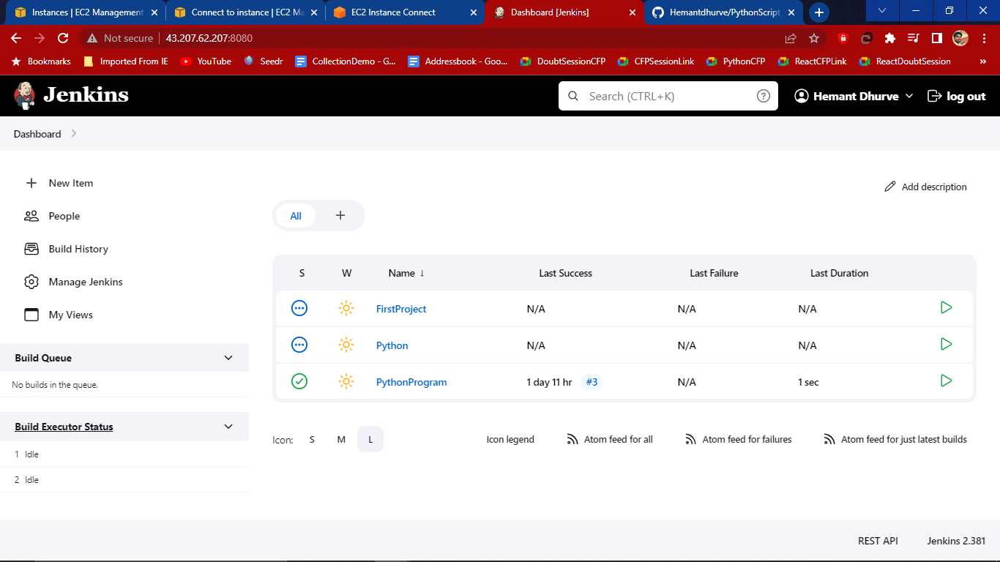 Instances | EC2 Management
Connect to instance | EC2 Ma
EC2 Instance Connect
Dashboard [Jenkins]
Hemantdhurve/PythonScript
Not secure
43.207.62.207:8080
Bookmarks
Imported From IE
YouTube
Seedr
CollectionDemo - G...
Addressbook - Goo...
DoubtSessionCFP
CFPSessionLink
PythonCFP
ReactCFPLink
ReactDoubtSession
»
Jenkins
Search (CTRL+K)
Hemant Dhurve
log out
Dashboard
New Item
People
Build History
Manage Jenkins
My Views
Build Queue
No builds in the queue.
Build Executor Status
1 Idle
2 Idle
Add description
All
+
S W Name ↓ Last Success Last Failure Last Duration
FirstProject N/A N/A N/A
Python N/A N/A N/A
PythonProgram 1 day 11 hr #3 N/A 1 sec
Icon: S M L
Icon legend
Atom feed for all
Atom feed for failures
Atom feed for just latest builds
REST API
Jenkins 2.381